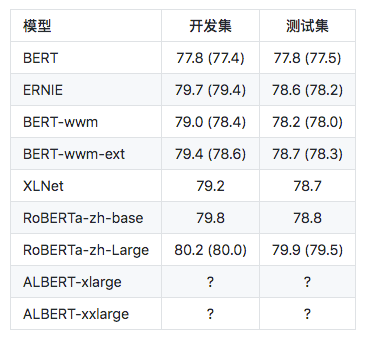 模型 开发集 测试集
BERT 77.8 (77.4) 77.8 (77.5)
ERNIE 79.7 (79.4) 78.6 (78.2)
BERT-wwm 79.0 (78.4) 78.2 (78.0)
BERT-wwm-ext 79.4 (78.6) 78.7 (78.3)
XLNet 79.2 78.7
RoBERTa-zh-base 79.8 78.8
RoBERTa-zh-Large 80.2 (80.0) 79.9 (79.5)
ALBERT-xlarge ? ?
ALBERT-xxlarge ? ?